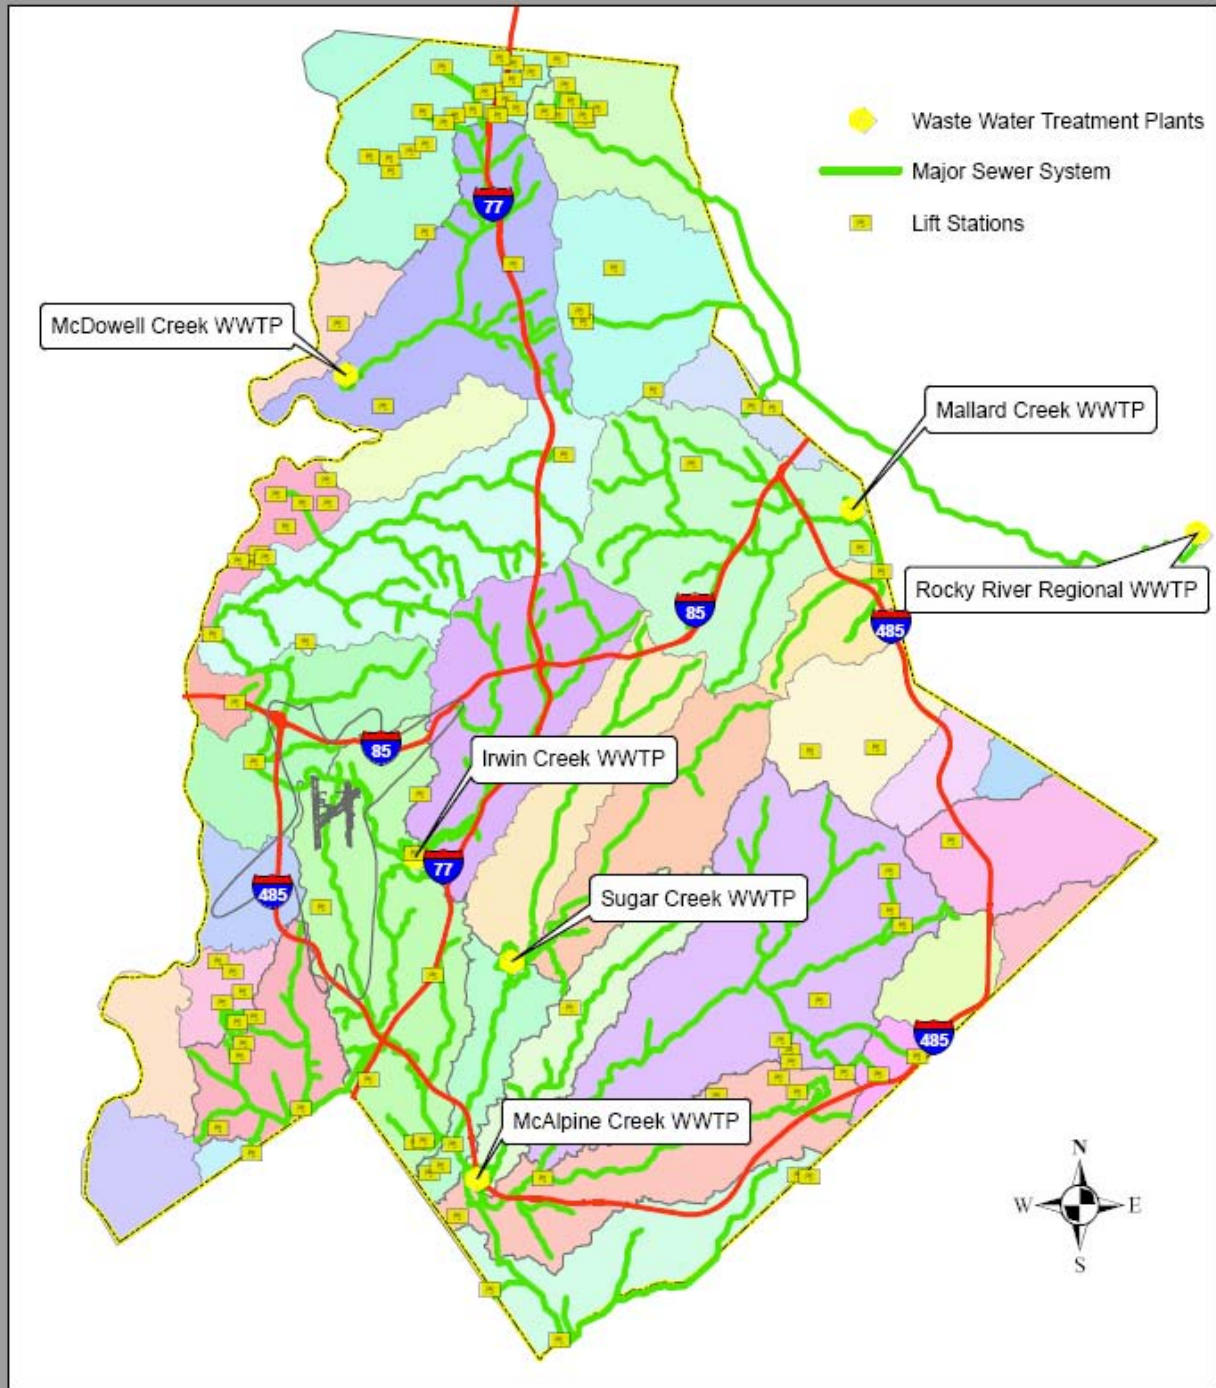 Waste Water Treatment Plants
Major Sewer System
77
Lift Stations
McDowell Creek WWTP
Mallard Creek WWTP
Rocky River Regional WWTP
85
485
85
Irwin Creek WWTP
77
485
Sugar Creek WWTP
485
McAlpine Creek WWTP
N
W E
S